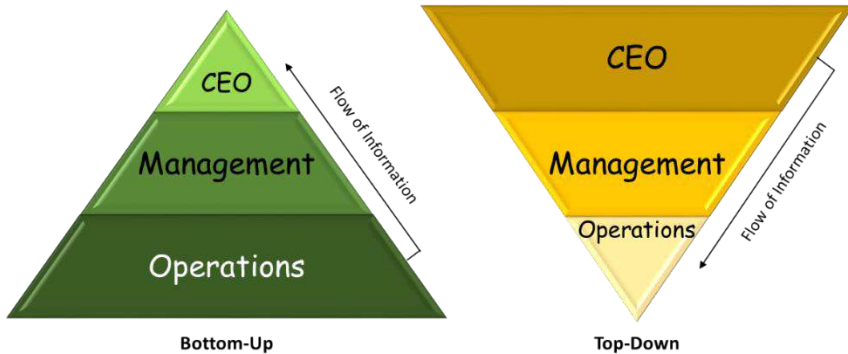 CEO
Management
Operations
Flow of Information
Bottom-Up
CEO
Management
Operations
Flow of Information
Top-Down